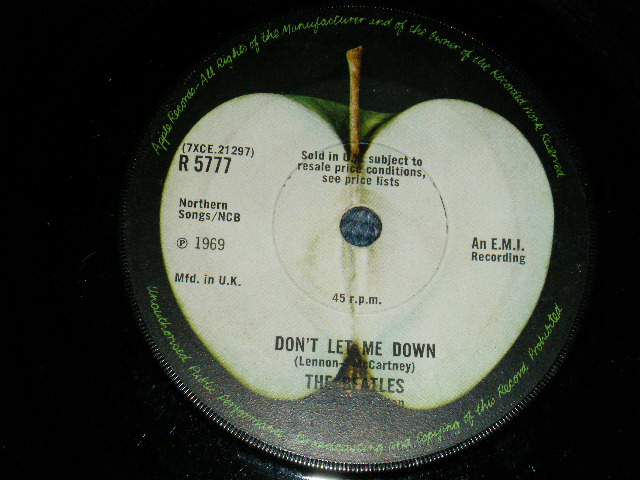 Apple Records-All Rights of the Manufacturer and of the Owner of the Recorded Work Reserved
(7XCE.21297)
R 5777
Sold in U.K. subject to
resale price conditions,
see price lists
Northern
Songs/NCB
℗ 1969
An E.M.I.
Recording
Mfd. in U.K.
45 r.p.m.
DON'T LET ME DOWN
(Lennon-McCartney)
THE BEATLES
Unauthorised Public Performance, Broadcasting and Copying of this Record Prohibited